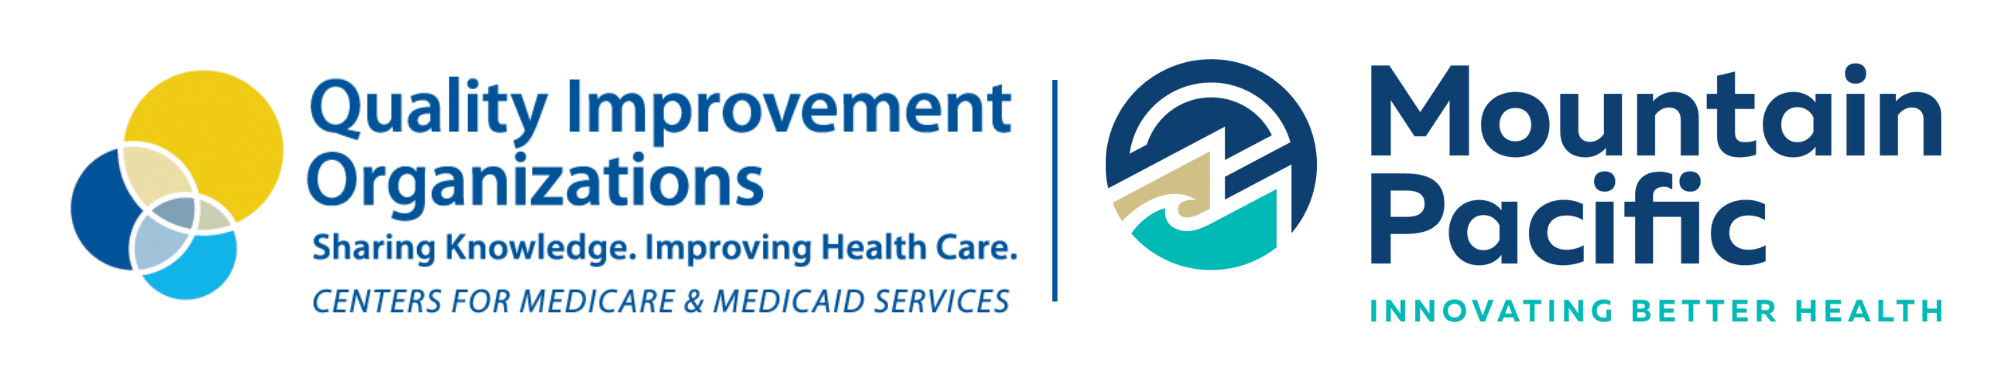 Quality Improvement
Organizations
Sharing Knowledge. Improving Health Care.
CENTERS FOR MEDICARE & MEDICAID SERVICES
Mountain
Pacific
INNOVATING BETTER HEALTH